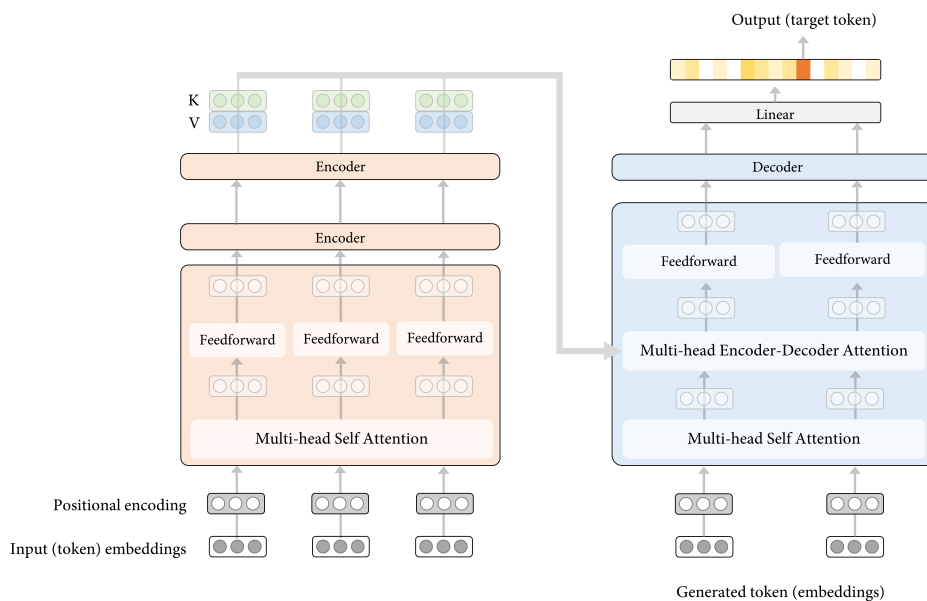 Output (target token)
K
V
Linear
Encoder
Decoder
Encoder
Feedforward
Feedforward
Feedforward
Feedforward
Feedforward
Multi-head Encoder-Decoder Attention
Multi-head Self Attention
Multi-head Self Attention
Positional encoding
Input (token) embeddings
Generated token (embeddings)